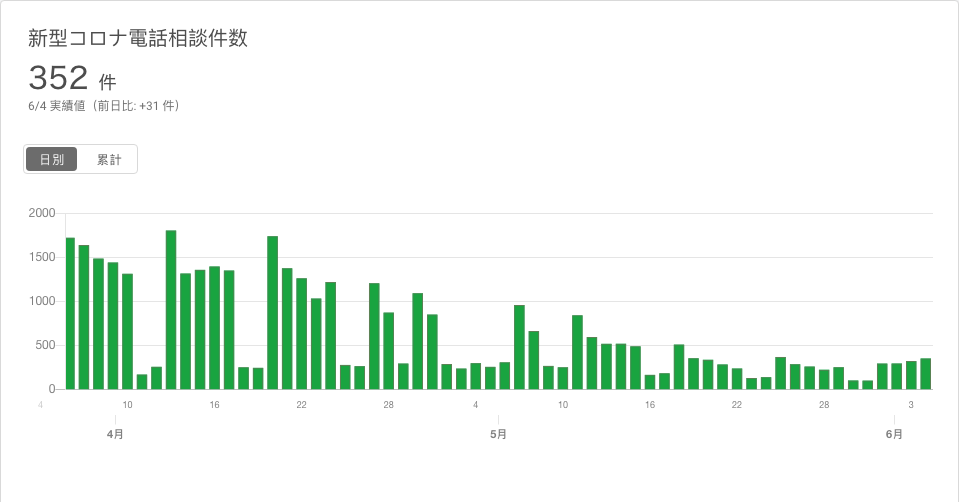 新型コロナ電話相談件数
352 件
6/4 実績値（前日比: +31 件）
日別 累計
2000
1500
1000
500
0
4 10 16 22 28 4 10 16 22 28 3
4月 5月 6月